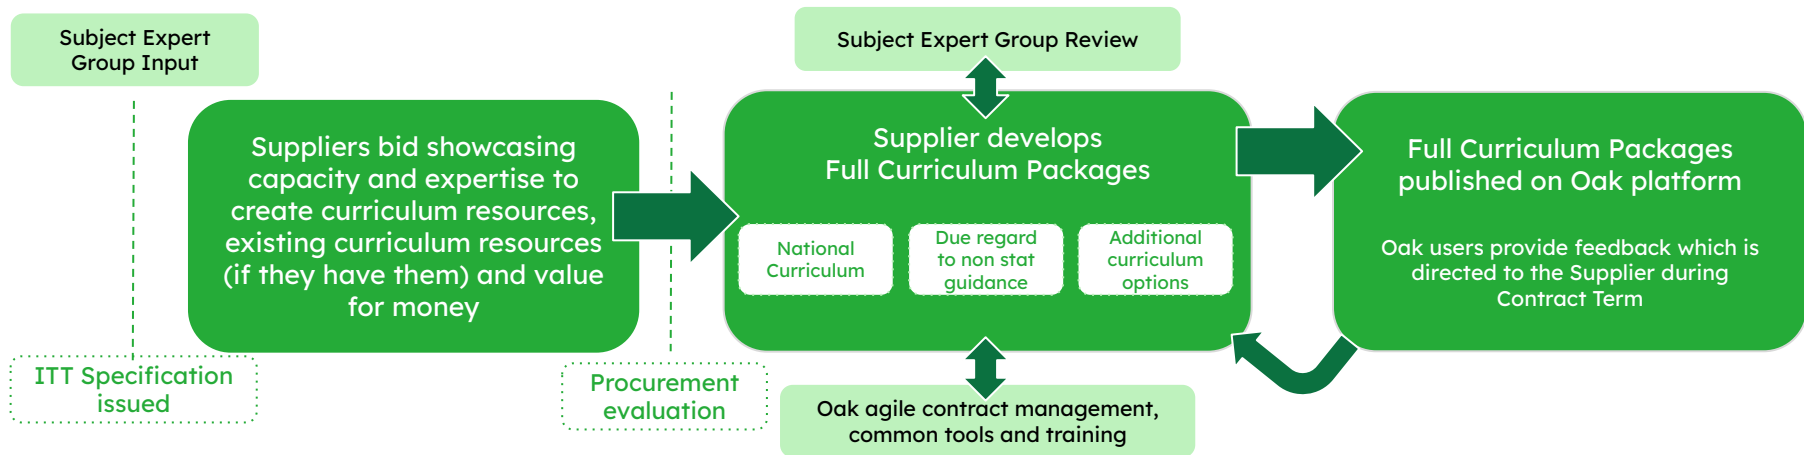 Subject Expert
Group Input
ITT Specification
issued
Suppliers bid showcasing
capacity and expertise to
create curriculum resources,
existing curriculum resources
(if they have them) and value
for money
Procurement
evaluation
Subject Expert Group Review
Supplier develops
Full Curriculum Packages
National
Curriculum
Due regard
to non stat
guidance
Additional
curriculum
options
Oak agile contract management,
common tools and training
Full Curriculum Packages
published on Oak platform
Oak users provide feedback which is
directed to the Supplier during
Contract Term